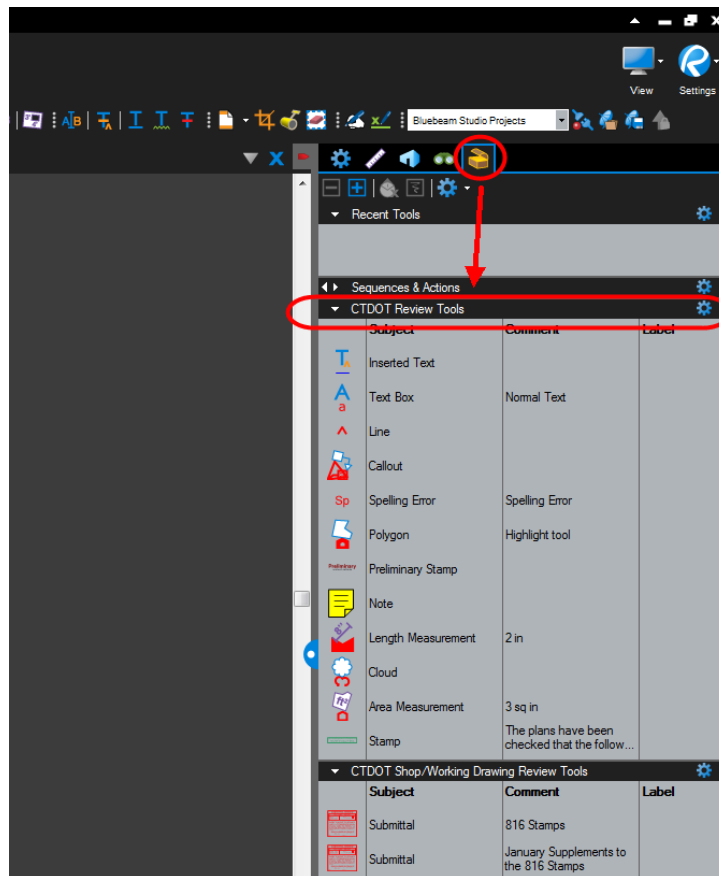 View
Settings
Bluebeam Studio Projects
Recent Tools
Sequences & Actions
CTDOT Review Tools
Subject Comment Label
Inserted Text
Text Box Normal Text
Line
Callout
Sp Spelling Error Spelling Error
Polygon Highlight tool
Preliminary Preliminary Stamp
Note
Length Measurement 2 in
Cloud
Area Measurement 3 sq in
Stamp The plans have been
checked that the follow...
CTDOT Shop/Working Drawing Review Tools
Subject Comment Label
Submittal 816 Stamps
Submittal January Supplements to
the 816 Stamps